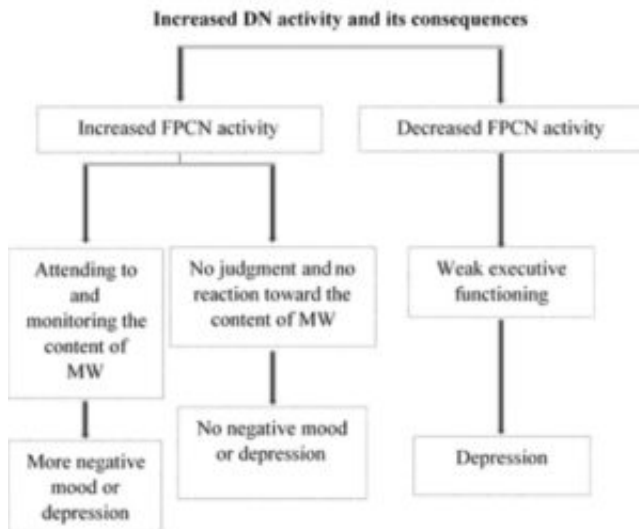 Increased DN activity and its consequences
Increased FPCN activity
Decreased FPCN activity
Attending to
and
monitoring the
content of
MW
No judgment and no
reaction toward the
content of MW
Weak executive
functioning
More negative
mood or
depression
No negative mood
or depression
Depression